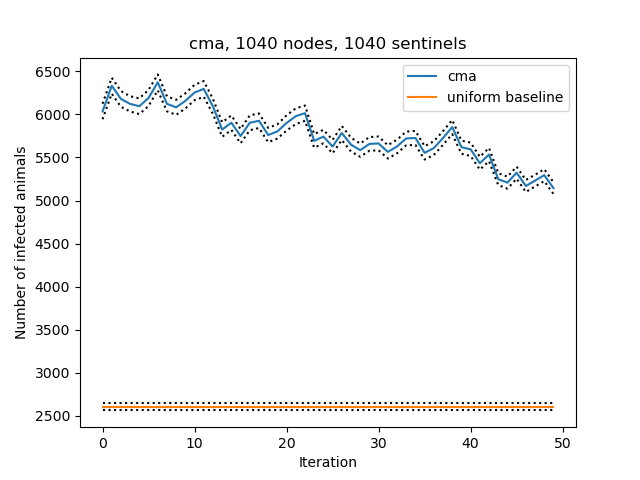 cma, 1040 nodes, 1040 sentinels
cma
uniform baseline
Number of infected animals
6500
6000
5500
5000
4500
4000
3500
3000
2500
0 10 20 30 40 50
Iteration